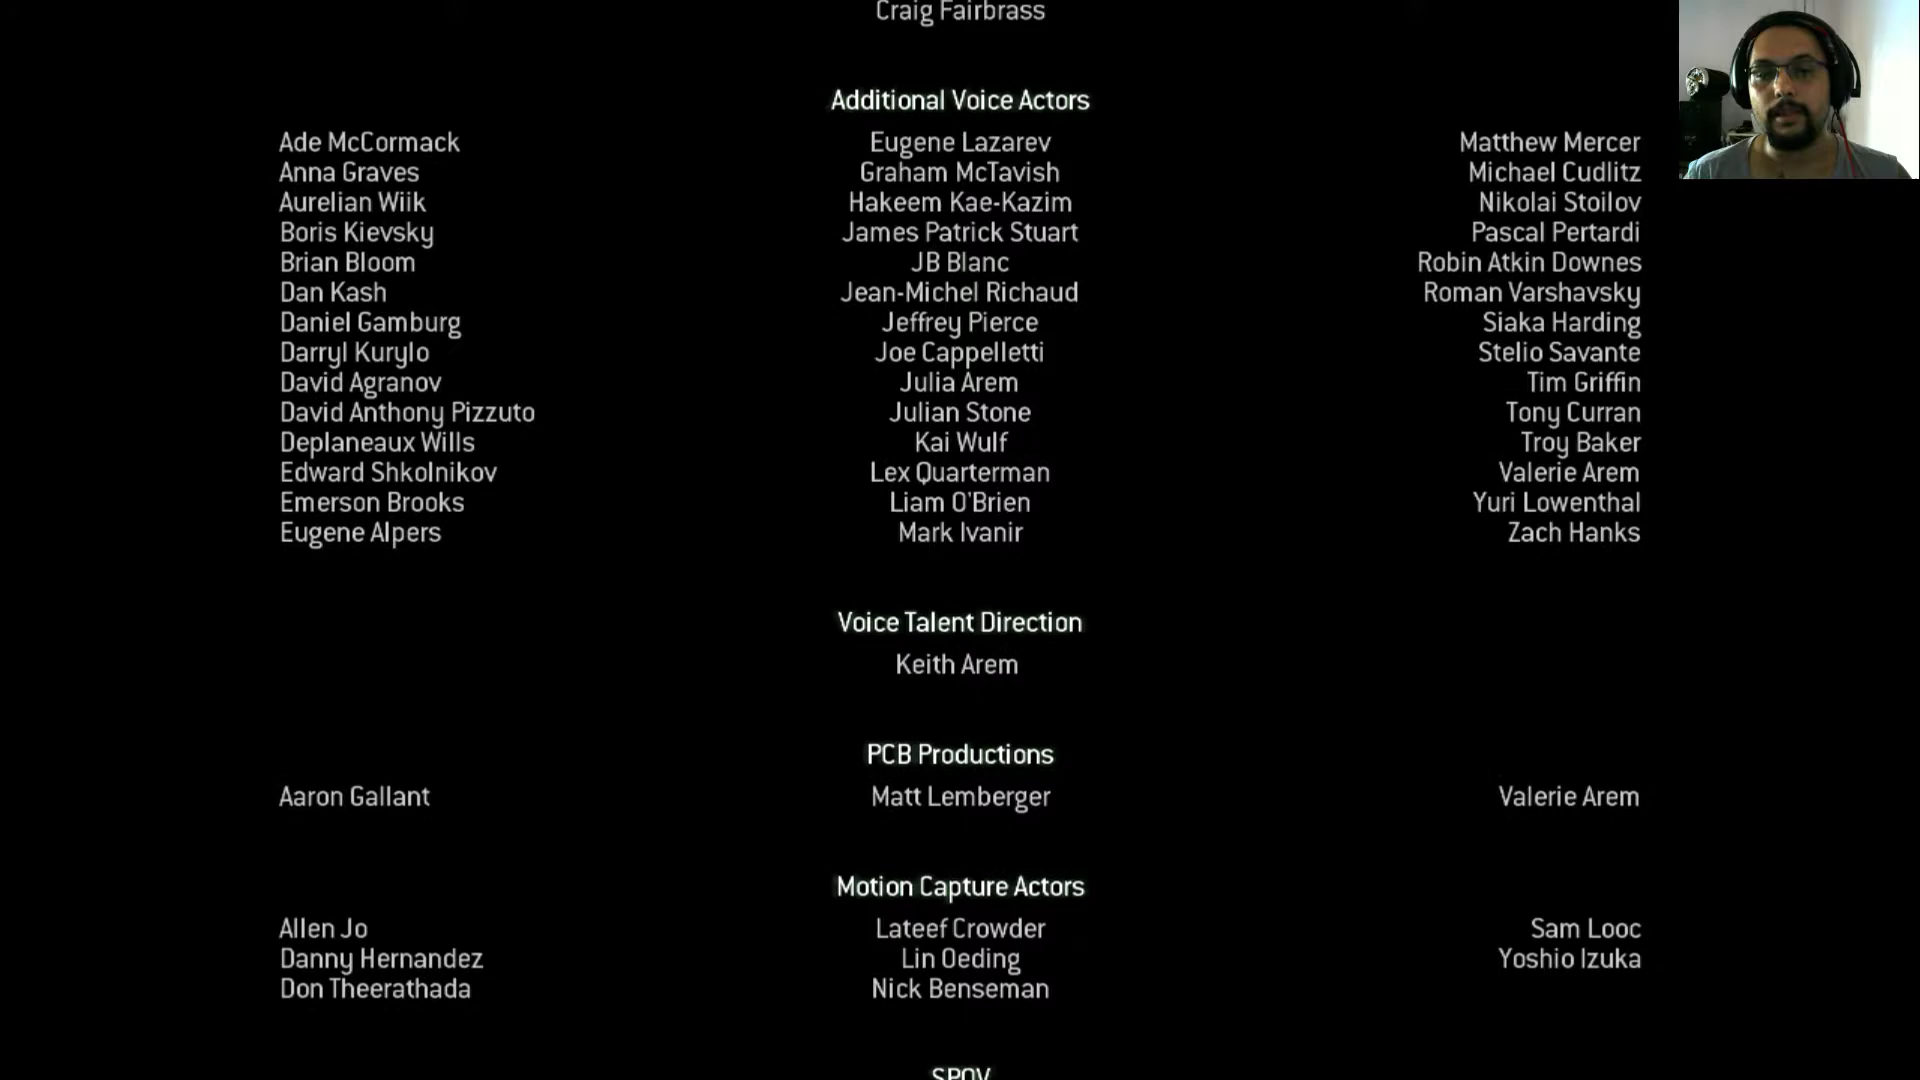 Craig Fairbrass
Additional Voice Actors
Ade McCormack Eugene Lazarev Matthew Mercer
Anna Graves Graham McTavish Michael Cudlitz
Aurelian Wiik Hakeem Kae-Kazim Nikolai Stoilov
Boris Kievsky James Patrick Stuart Pascal Pertardi
Brian Bloom JB Blanc Robin Atkin Downes
Dan Kash Jean-Michel Richaud Roman Varshavsky
Daniel Gamburg Jeffrey Pierce Siaka Harding
Darryl Kurylo Joe Cappelletti Stelio Savante
David Agranov Julia Arem Tim Griffin
David Anthony Pizzuto Julian Stone Tony Curran
Deplaneaux Wills Kai Wulf Troy Baker
Edward Shkolnikov Lex Quarterman Valerie Arem
Emerson Brooks Liam O'Brien Yuri Lowenthal
Eugene Alpers Mark Ivanir Zach Hanks
Voice Talent Direction
Keith Arem
PCB Productions
Aaron Gallant Matt Lemberger Valerie Arem
Motion Capture Actors
Allen Jo Lateef Crowder Sam Looc
Danny Hernandez Lin Oeding Yoshio Izuka
Don Theerathada Nick Benseman
SPOV